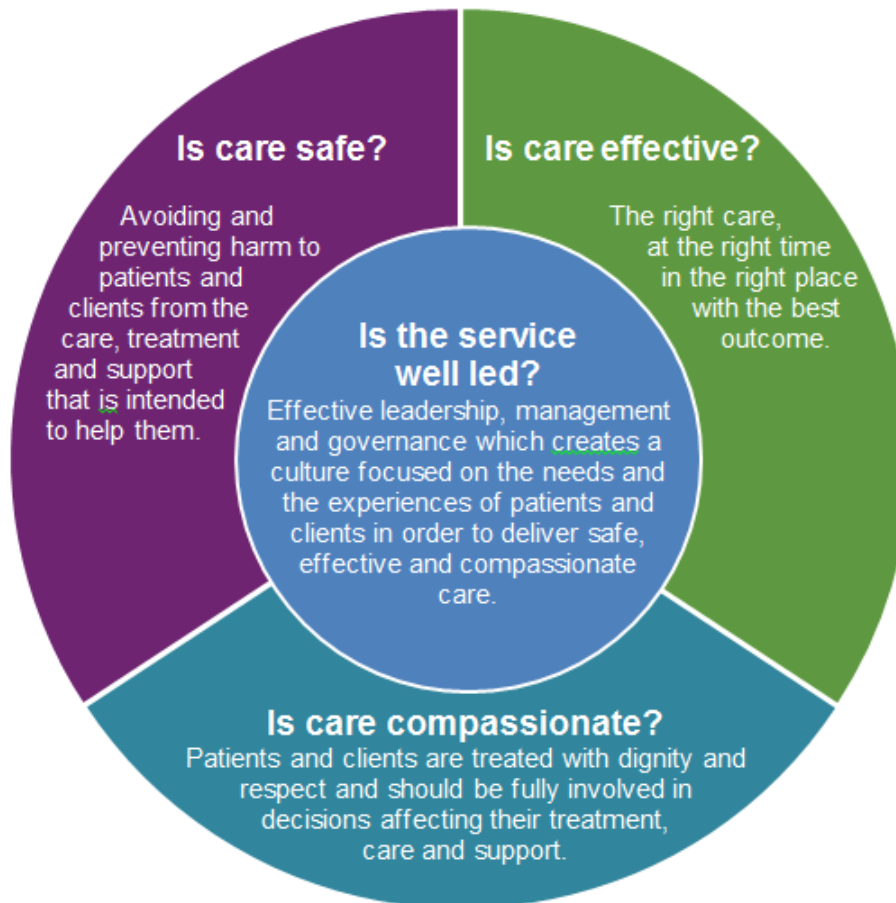 Is care safe?
Avoiding and
preventing harm to
patients and
clients from the
care, treatment
and support
that is intended
to help them.
Is care effective?
The right care,
at the right time
in the right place
with the best
outcome.
Is the service
well led?
Effective leadership, management
and governance which creates a
culture focused on the needs and
the experiences of patients and
clients in order to deliver safe,
effective and compassionate
care.
Is care compassionate?
Patients and clients are treated with dignity and
respect and should be fully involved in
decisions affecting their treatment,
care and support.